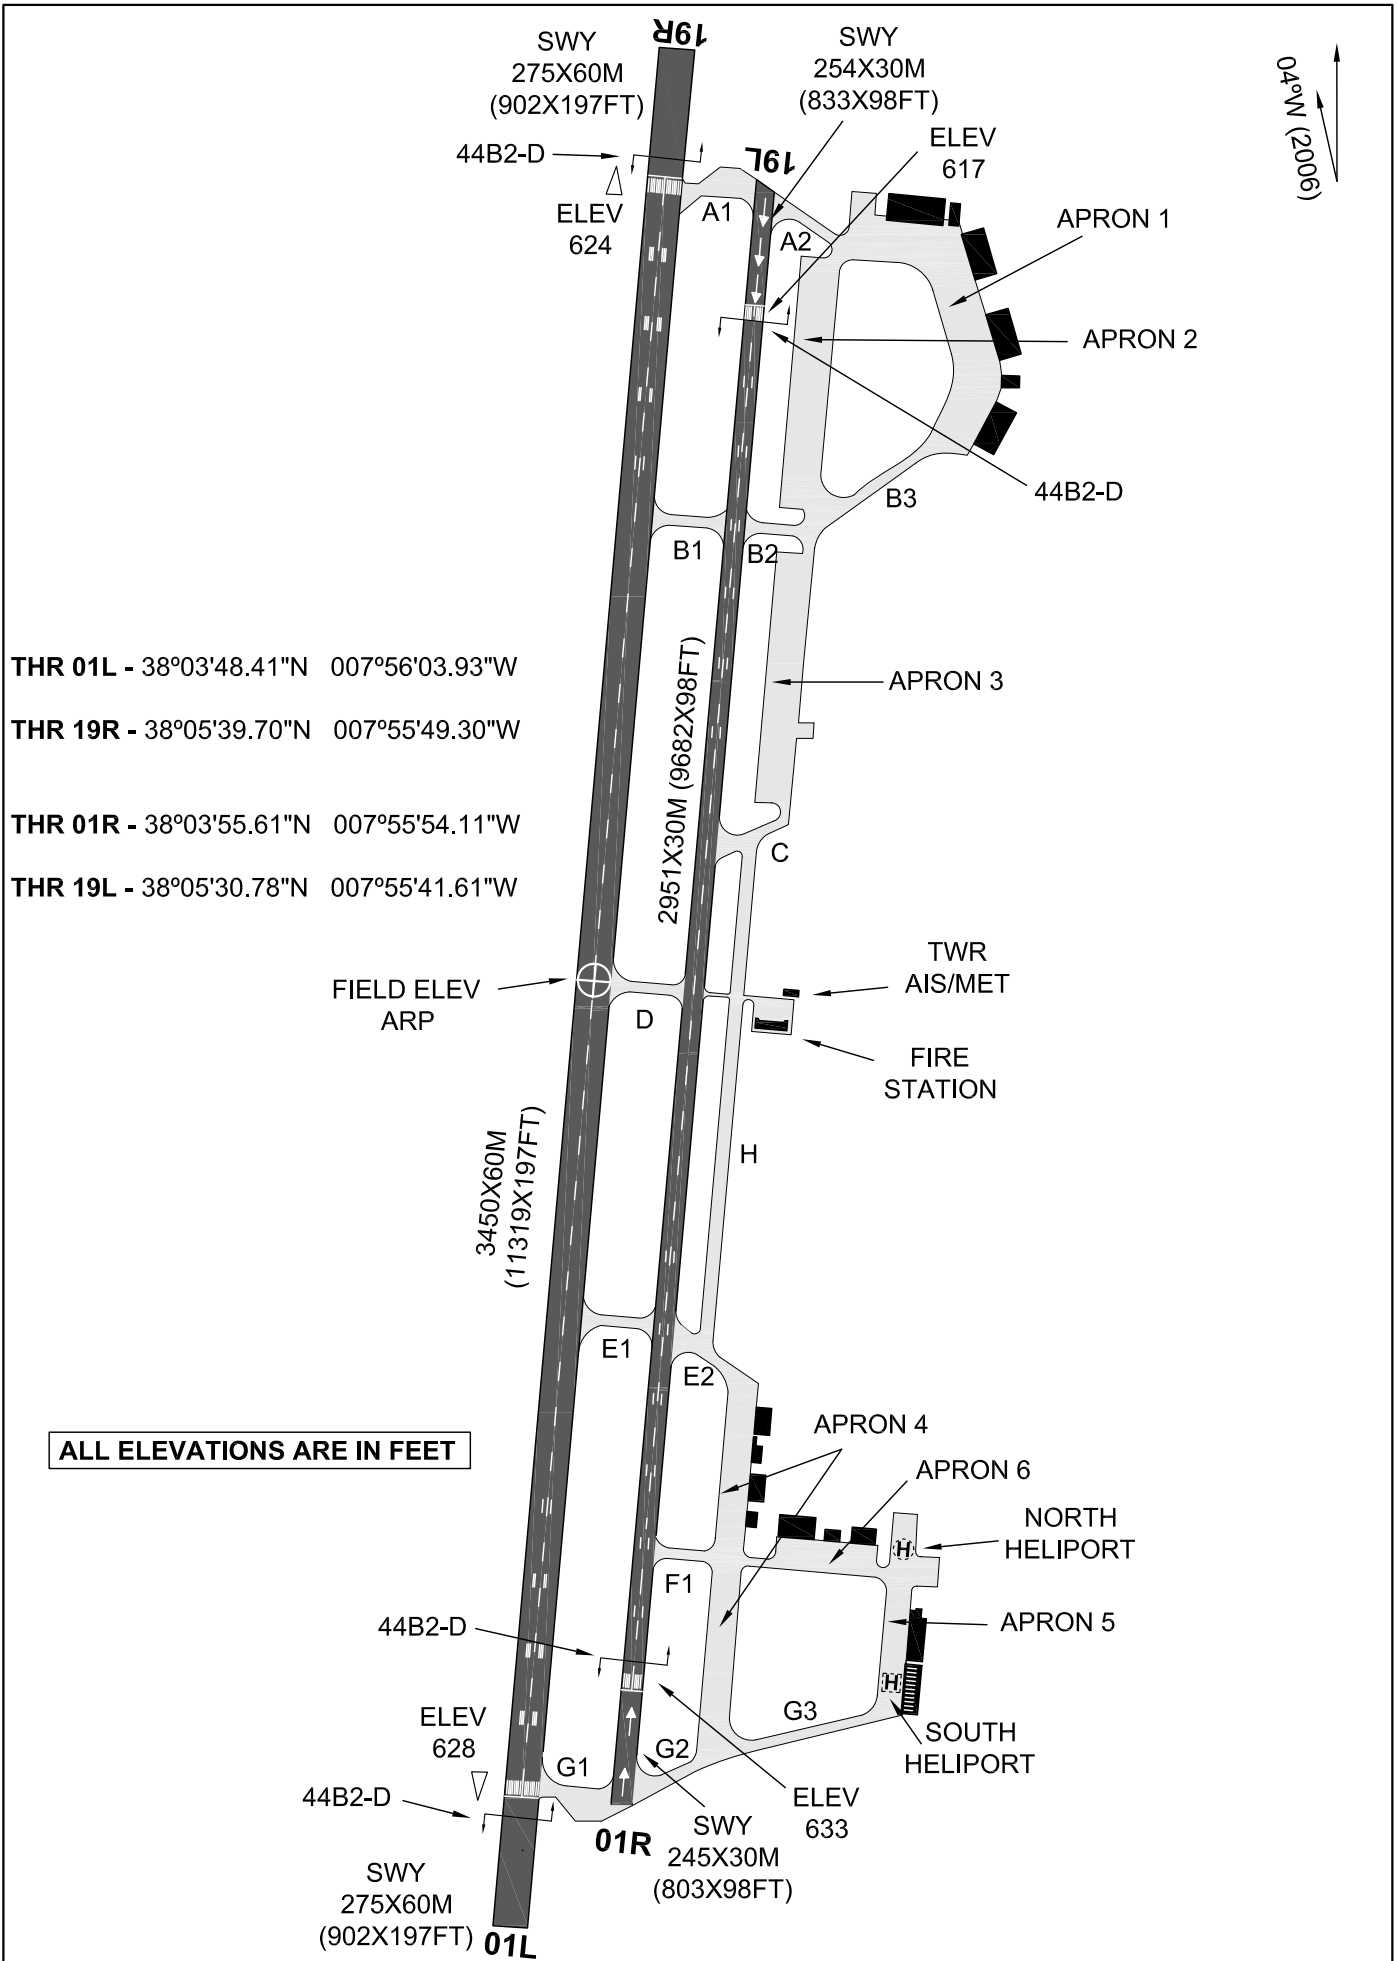 19R
SWY
275X60M
(902X197FT)
SWY
254X30M
(833X98FT)
04ºW (2006)
44B2-D
19L
ELEV
617
ELEV
624
A1
A2
APRON 1
APRON 2
44B2-D
B3
B1
B2
THR 01L - 38º03'48.41"N 007º56'03.93"W
THR 19R - 38º05'39.70"N 007º55'49.30"W
THR 01R - 38º03'55.61"N 007º55'54.11"W
THR 19L - 38º05'30.78"N 007º55'41.61"W
2951X30M (9682X98FT)
APRON 3
C
TWR
AIS/MET
FIELD ELEV
ARP
D
FIRE
STATION
3450X60M
(11319X197FT)
H
E1
E2
ALL ELEVATIONS ARE IN FEET
APRON 4
APRON 6
NORTH
HELIPORT
H
F1
44B2-D
APRON 5
H
G3
SOUTH
HELIPORT
ELEV
628
G1
G2
44B2-D
ELEV
633
01R
SWY
245X30M
(803X98FT)
SWY
275X60M
(902X197FT)
01L